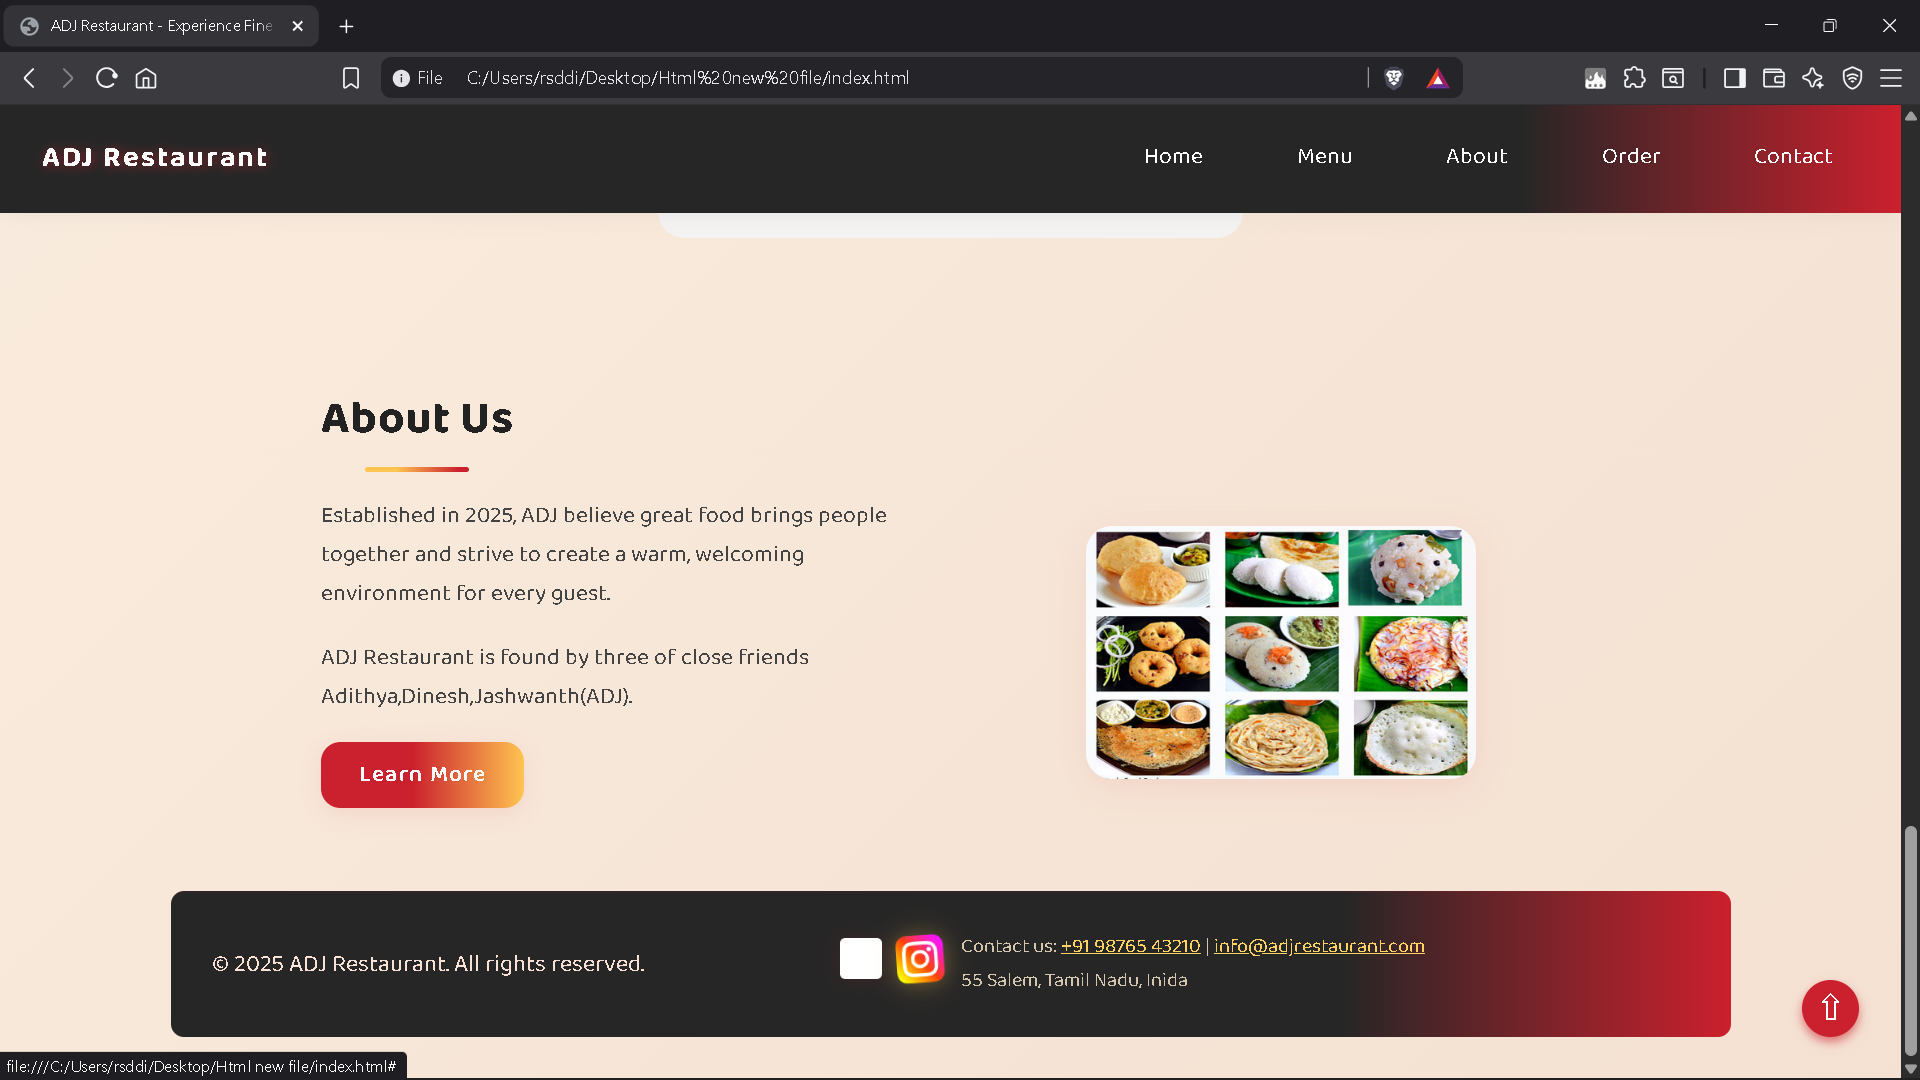 ADJ Restaurant - Experience Fine
File C:/Users/rsddi/Desktop/Html%20new%20file/index.html
ADJ Restaurant
Home Menu About Order Contact
About Us
Established in 2025, ADJ believe great food brings people
together and strive to create a warm, welcoming
environment for every guest.
ADJ Restaurant is found by three of close friends
Adithya,Dinesh,Jashwanth(ADJ).
Learn More
© 2025 ADJ Restaurant. All rights reserved.
Contact us: +91 98765 43210 | info@adjrestaurant.com
55 Salem, Tamil Nadu, Inida
file:///C:/Users/rsddi/Desktop/Html new file/index.html#